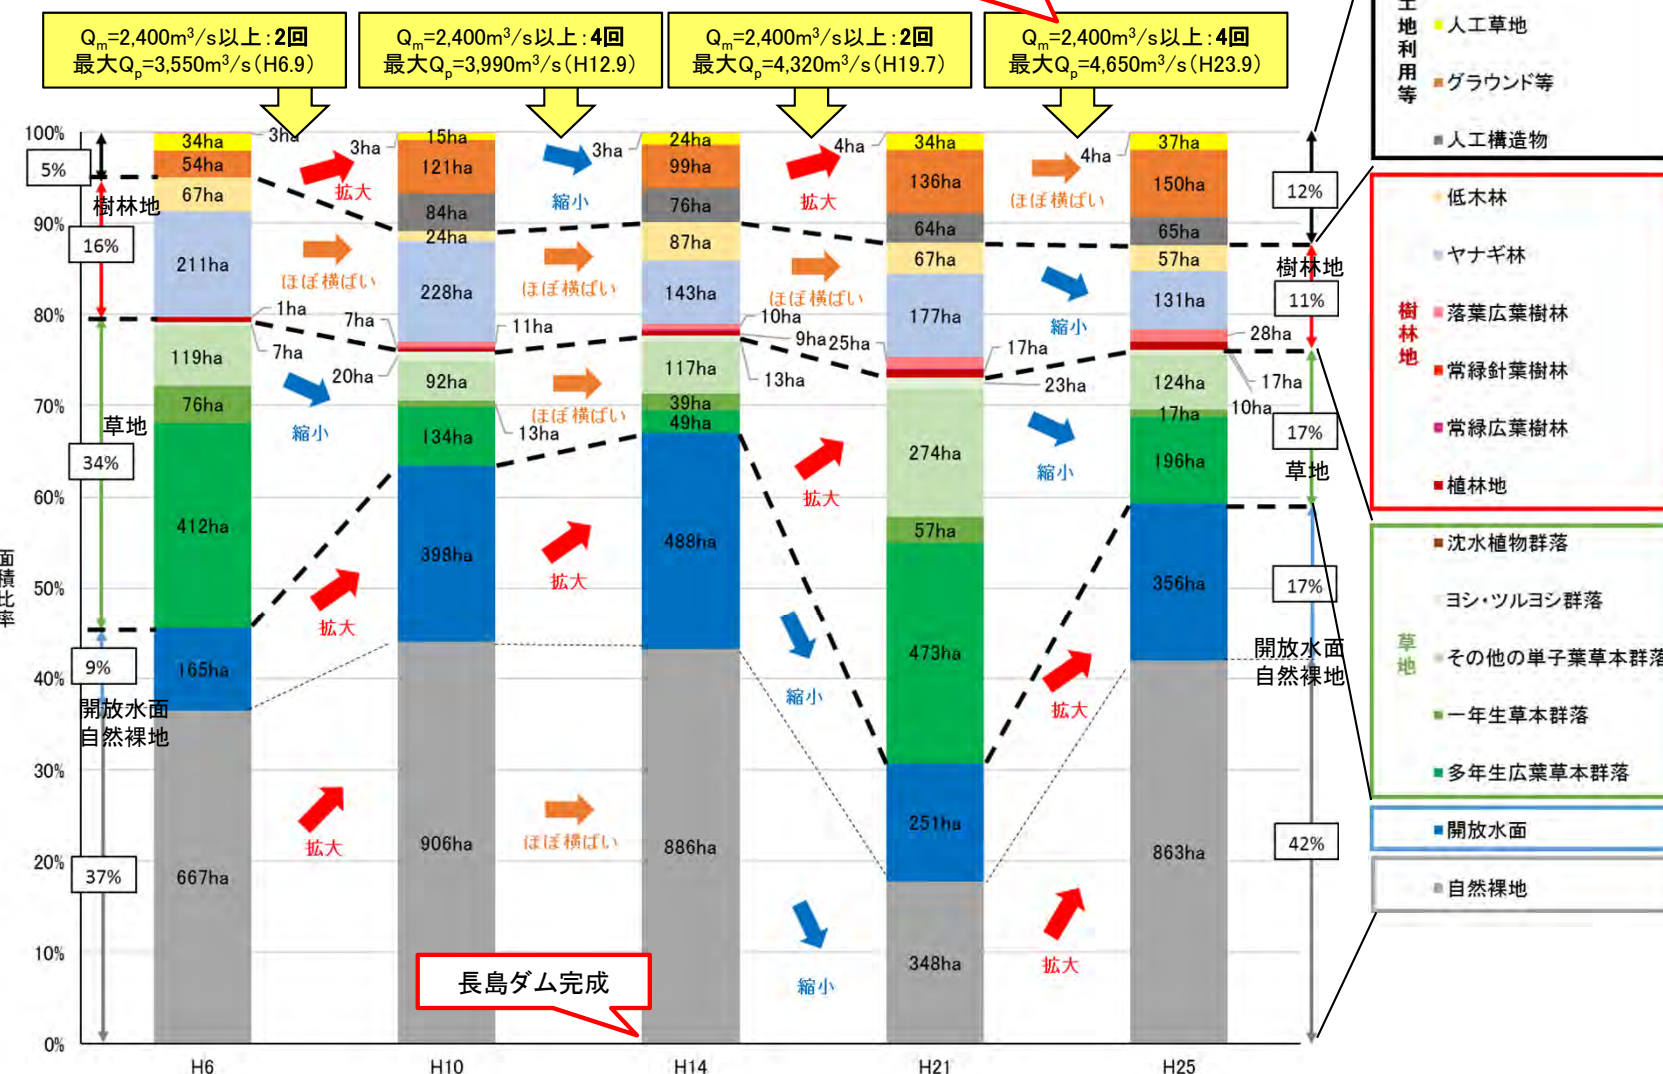 Qm=2,400m³/s以上:2回
最大Qp=3,550m³/s(H6.9)
Qm=2,400m³/s以上:4回
最大Qp=3,990m³/s(H12.9)
Qm=2,400m³/s以上:2回
最大Qp=4,320m³/s(H19.7)
Qm=2,400m³/s以上:4回
最大Qp=4,650m³/s(H23.9)
面積比率
100%
90%
80%
70%
60%
50%
40%
30%
20%
10%
0%
5%
樹林地
16%
草地
34%
9%
開放水面
自然裸地
37%
3ha
34ha
54ha
67ha
211ha
1ha
7ha
119ha
76ha
412ha
165ha
667ha
H6
拡大
ほぼ横ばい
縮小
拡大
拡大
3ha
15ha
121ha
84ha
24ha
228ha
7ha
11ha
20ha
92ha
13ha
134ha
398ha
906ha
H10
縮小
ほぼ横ばい
ほぼ横ばい
拡大
ほぼ横ばい
長島ダム完成
3ha
24ha
99ha
76ha
87ha
143ha
10ha
9ha
13ha
117ha
39ha
49ha
488ha
886ha
H14
拡大
ほぼ横ばい
拡大
縮小
縮小
4ha
34ha
136ha
64ha
67ha
177ha
25ha
17ha
23ha
274ha
57ha
473ha
251ha
348ha
H21
ほぼ横ばい
縮小
縮小
拡大
拡大
4ha
37ha
150ha
65ha
57ha
131ha
28ha
17ha
10ha
124ha
17ha
196ha
356ha
863ha
H25
12%
樹林地
11%
17%
草地
17%
開放水面
自然裸地
42%
地利用等
人工草地
グラウンド等
人工構造物
樹林地
低木林
ヤナギ林
落葉広葉樹林
常緑針葉樹林
常緑広葉樹林
植林地
草地
沈水植物群落
ヨシ・ツルヨシ群落
その他の単子葉草本群落
一年生草本群落
多年生広葉草本群落
開放水面
自然裸地